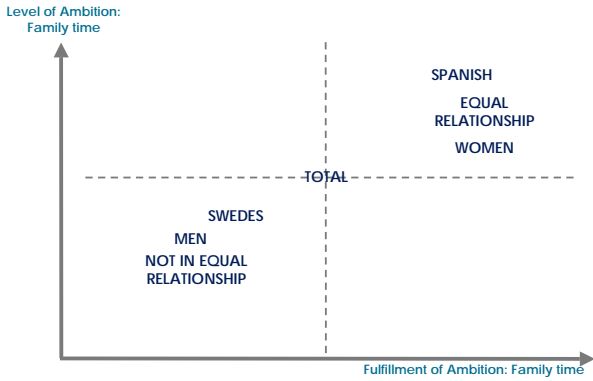 Level of Ambition:
Family time
SPANISH
EQUAL
RELATIONSHIP
WOMEN
TOTAL
SWEDES
MEN
NOT IN EQUAL
RELATIONSHIP
Fulfillment of Ambition: Family time